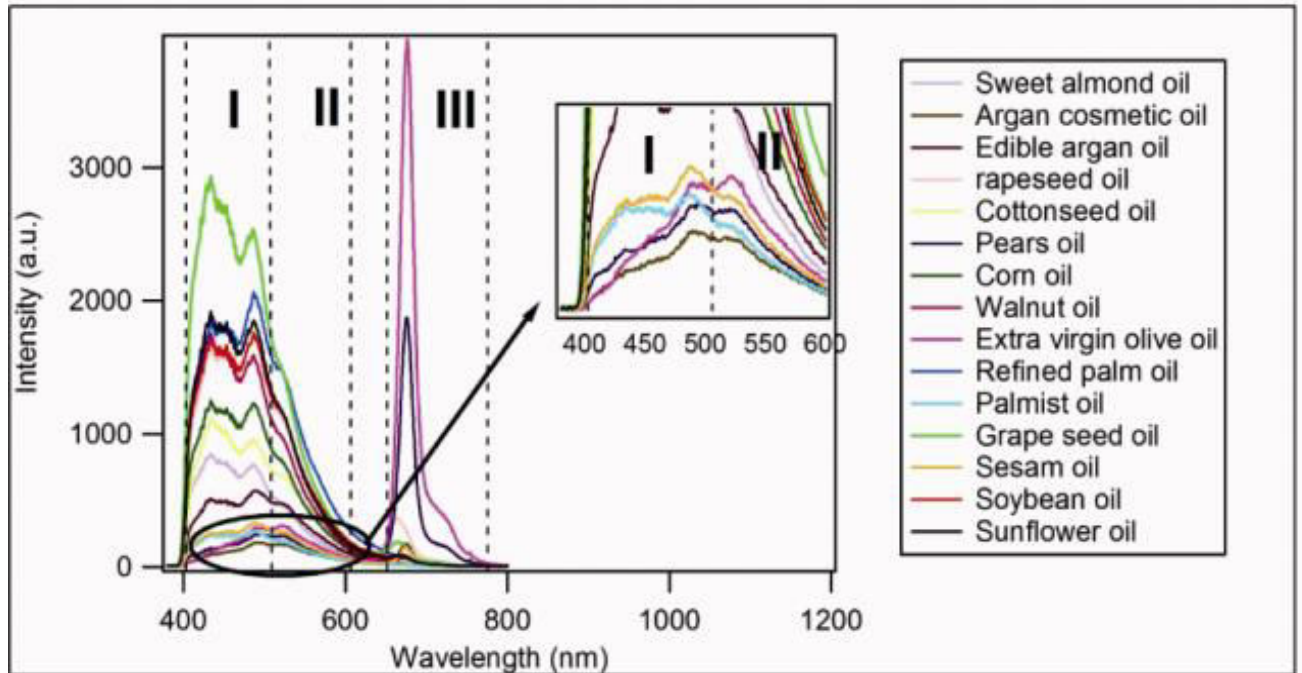 I II III
3000
2000
1000
0
Intensity (a.u.)
400 600 800 1000 1200
Wavelength (nm)
I II
400 450 500 550 600
Sweet almond oil
Argan cosmetic oil
Edible argan oil
rapeseed oil
Cottonseed oil
Pears oil
Corn oil
Walnut oil
Extra virgin olive oil
Refined palm oil
Palmist oil
Grape seed oil
Sesam oil
Soybean oil
Sunflower oil